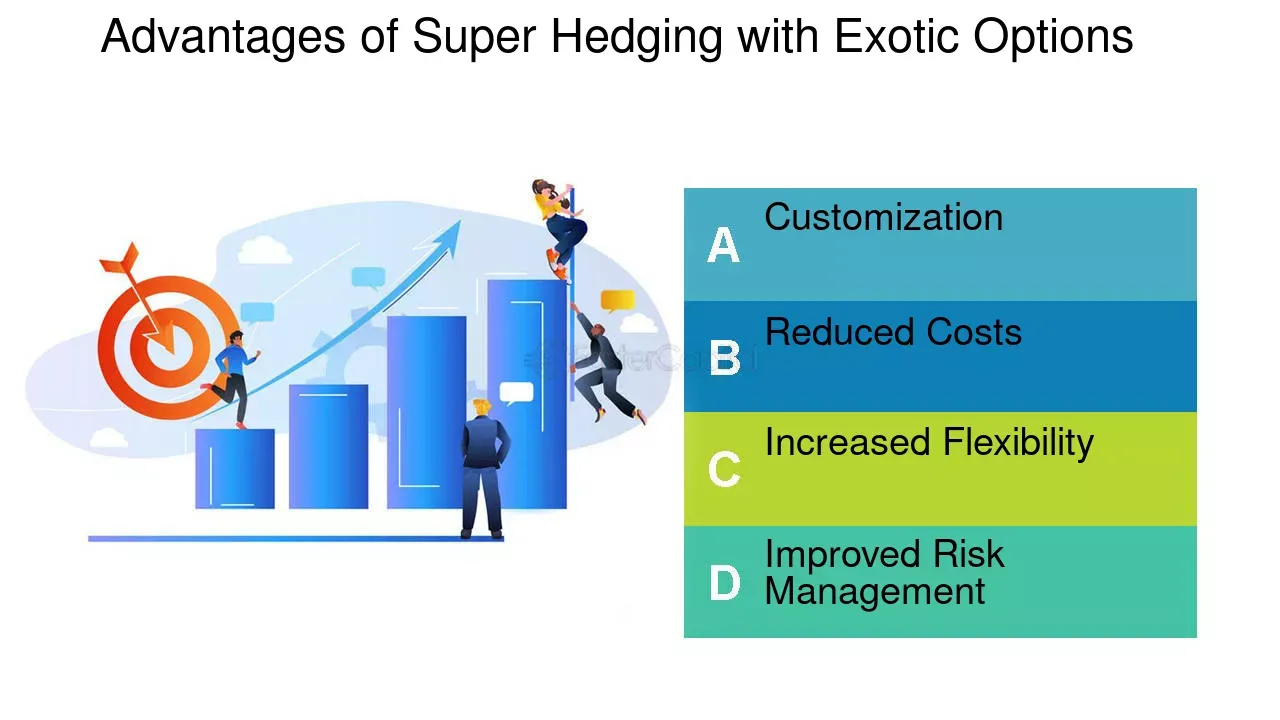 Advantages of Super Hedging with Exotic Options
A
Customization
B
Reduced Costs
C
Increased Flexibility
D
Improved Risk
Management